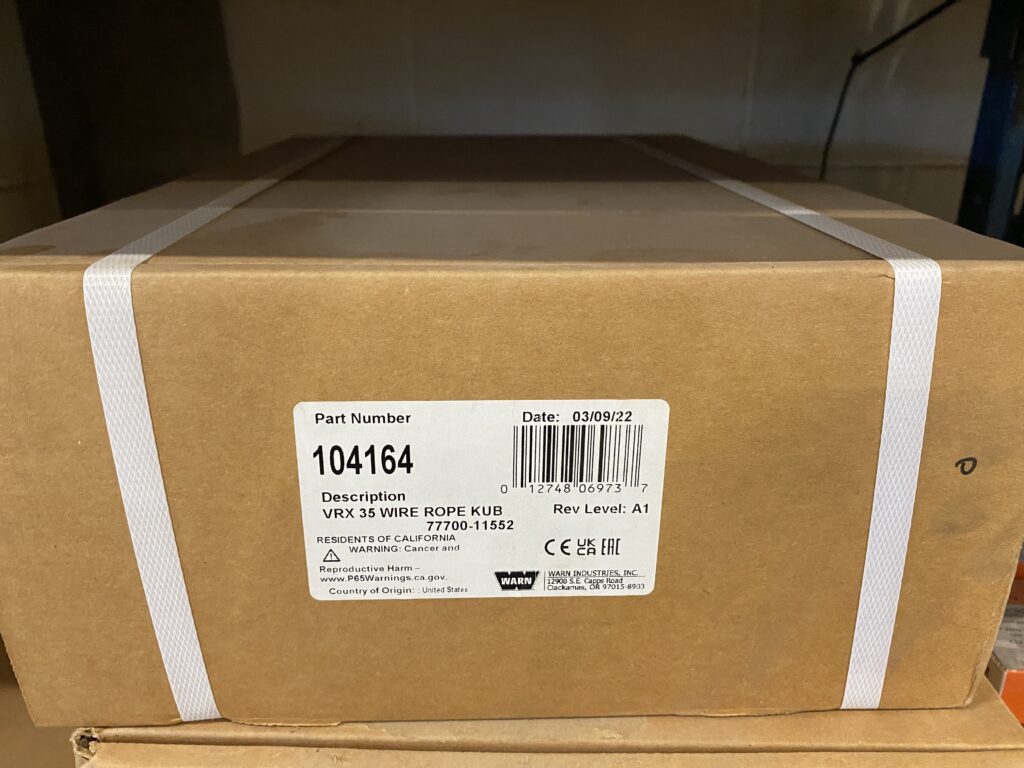 Part Number
Date: 03/09/22
104164
0 12748 06973 7
Description
VRX 35 WIRE ROPE KUB
Rev Level: A1
77700-11552
RESIDENTS OF CALIFORNIA
WARNING: Cancer and
CE UK CA EAC
Reproductive Harm –
www.P65Warnings.ca.gov.
WARN
WARN INDUSTRIES, INC.
12900 S.E. Capps Road
Clackamas, OR 97015-8903
Country of Origin: : United States